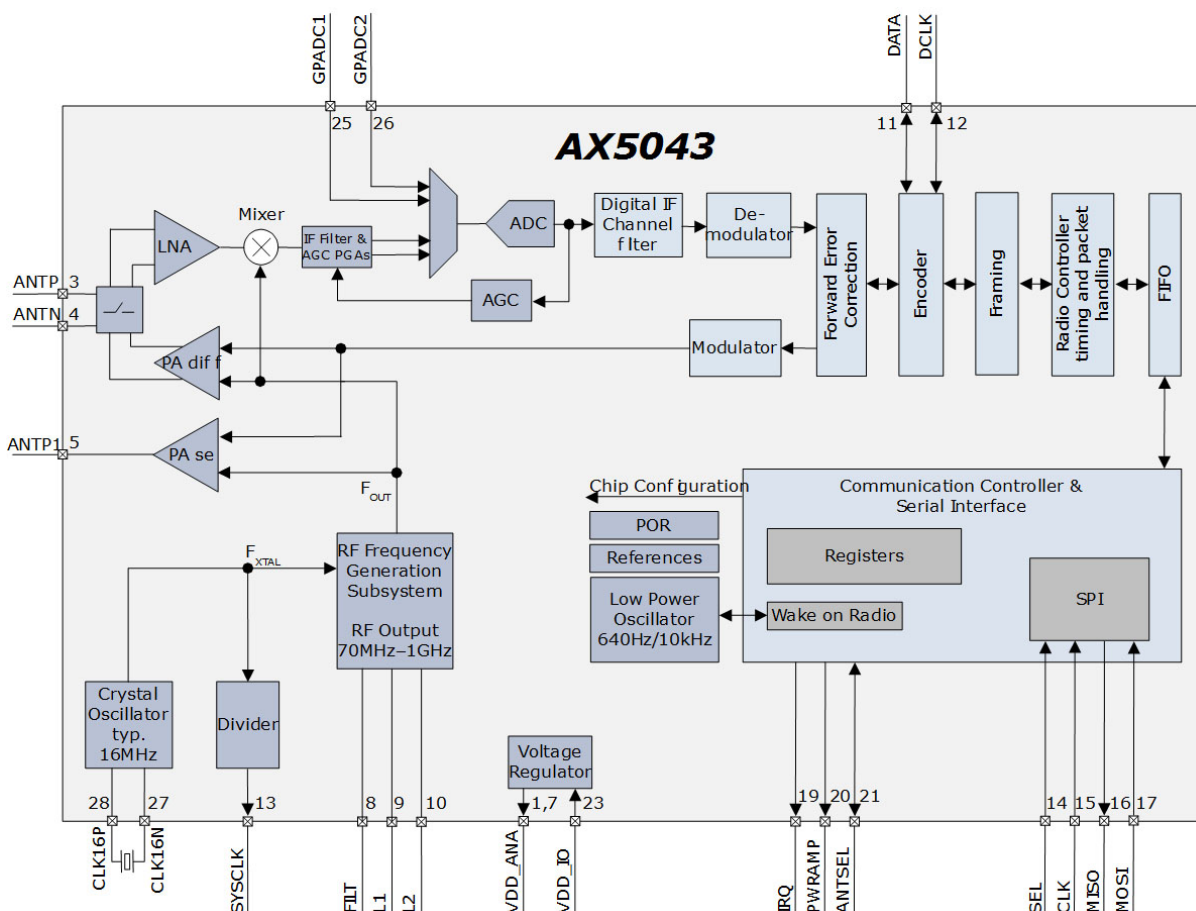 GPADC1
GPADC2
DATA
DCLK
25
26
11
12
AX5043
Mixer
LNA
IF Filter &
AGC PGAs
ADC
AGC
Digital IF
Channel
f lter
De-
modulator
Forward Error
Correction
Encoder
Framing
Radio Controller
timing and packet
handling
FIFO
ANTP
3
ANTN
4
PA dif f
Modulator
ANTP1
5
PA se
FOUT
FXTAL
RF Frequency
Generation
Subsystem
RF Output
70MHz–1GHz
Chip Configuration
POR
References
Low Power
Oscillator
640Hz/10kHz
Communication Controller &
Serial Interface
Registers
Wake on Radio
SPI
Crystal
Oscillator
typ.
16MHz
Divider
Voltage
Regulator
28
27
13
8
9
10
1,7
23
19
20
21
14
15
16
17
CLK16P
CLK16N
SYSCLK
FILT
L1
L2
VDD_ANA
VDD_IO
IRQ
PWRAMP
ANTSEL
SEL
CLK
MISO
MOSI